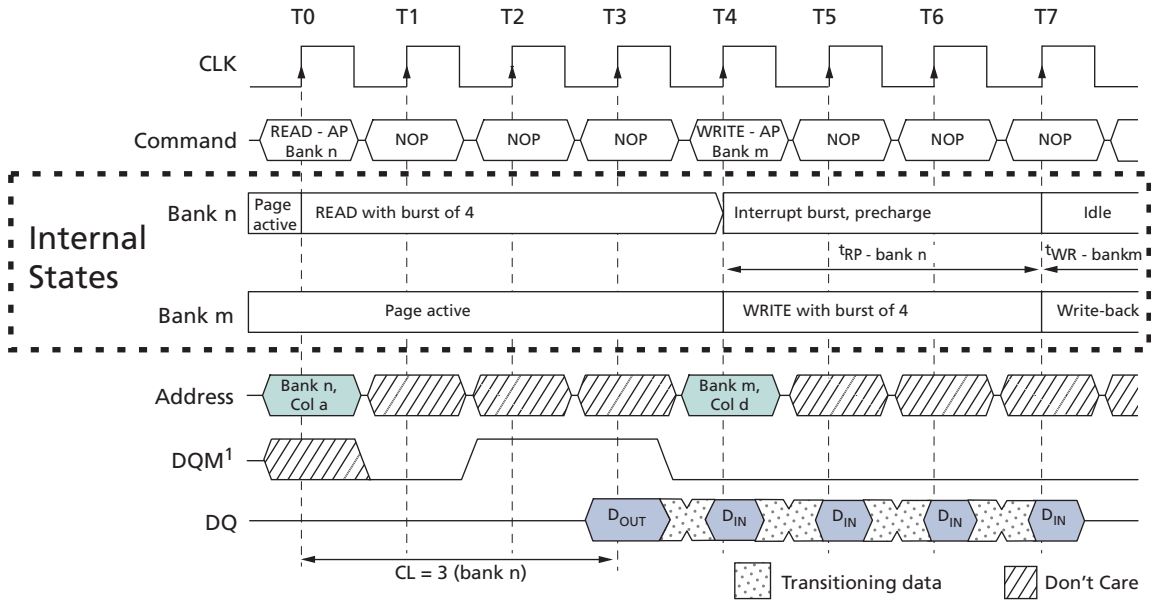 T0 T1 T2 T3 T4 T5 T6 T7
CLK
Command
READ - AP
Bank n
NOP
NOP
NOP
WRITE - AP
Bank m
NOP
NOP
NOP
Internal
States
Bank n
Page
active
READ with burst of 4
Interrupt burst, precharge
Idle
tRP - bank n
tWR - bankm
Bank m
Page active
WRITE with burst of 4
Write-back
Address
Bank n,
Col a
Bank m,
Col d
DQM1
DQ
DOUT
DIN
DIN
DIN
DIN
CL = 3 (bank n)
Transitioning data
Don't Care